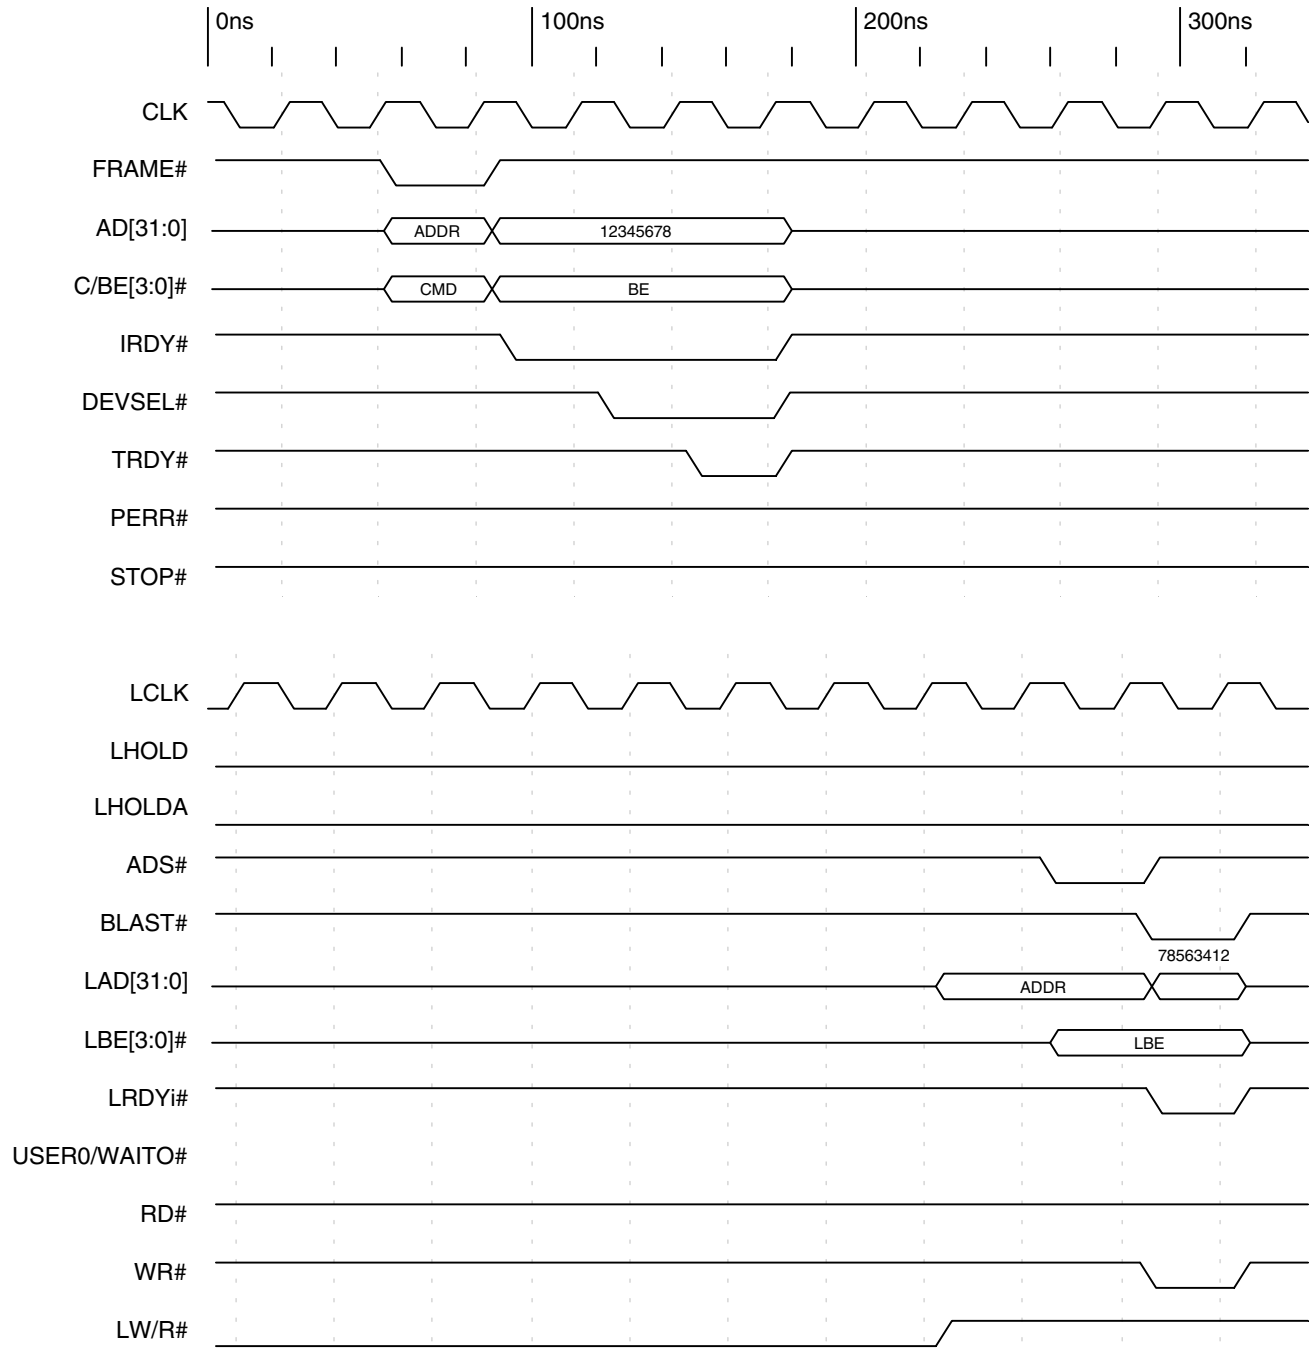 0ns 100ns 200ns 300ns
CLK
FRAME#
AD[31:0] ADDR 12345678
C/BE[3:0]# CMD BE
IRDY#
DEVSEL#
TRDY#
PERR#
STOP#
LCLK
LHOLD
LHOLDA
ADS#
BLAST#
78563412
LAD[31:0] ADDR
LBE[3:0]# LBE
LRDYi#
USER0/WAITO#
RD#
WR#
LW/R#